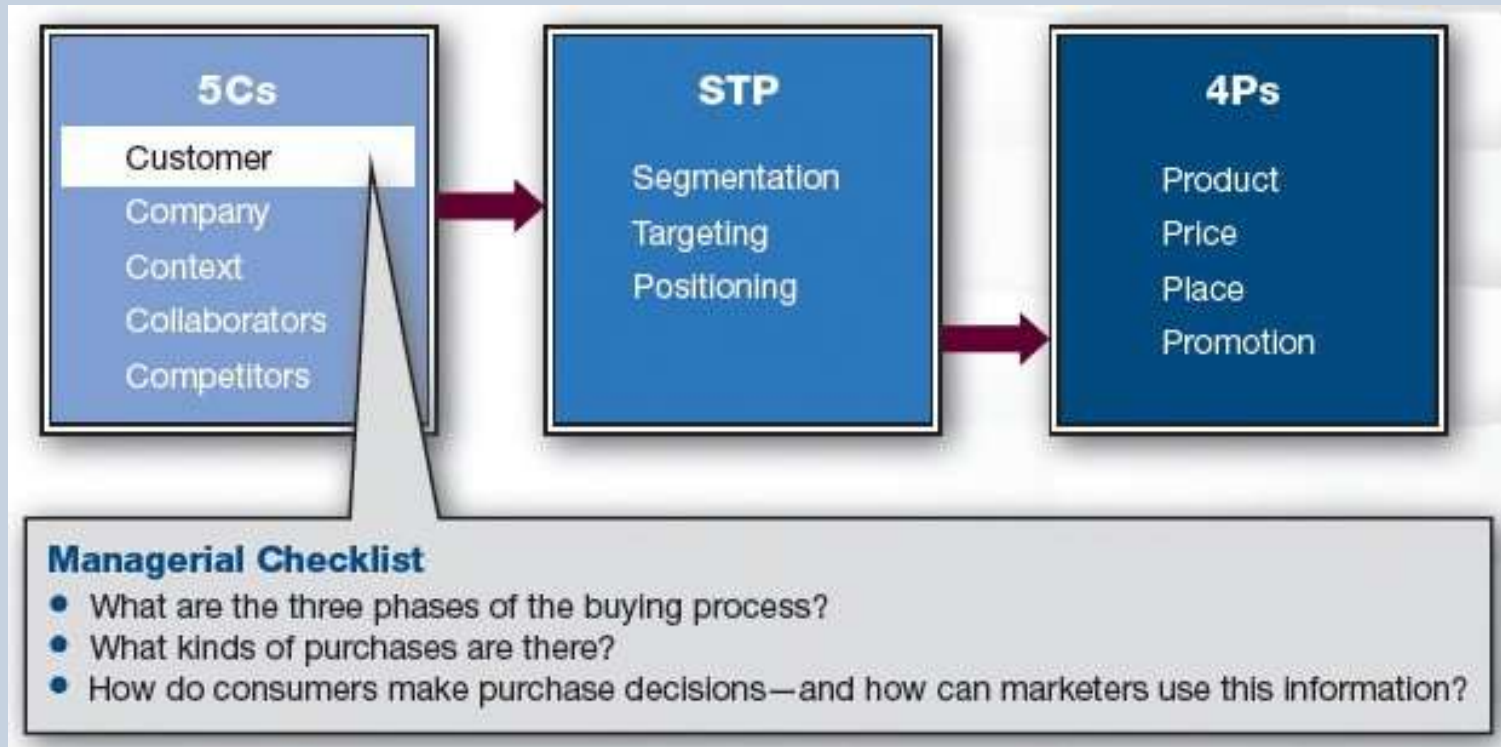 5Cs
Customer
Company
Context
Collaborators
Competitors
STP
Segmentation
Targeting
Positioning
4Ps
Product
Price
Place
Promotion
Managerial Checklist
• What are the three phases of the buying process?
• What kinds of purchases are there?
• How do consumers make purchase decisions—and how can marketers use this information?